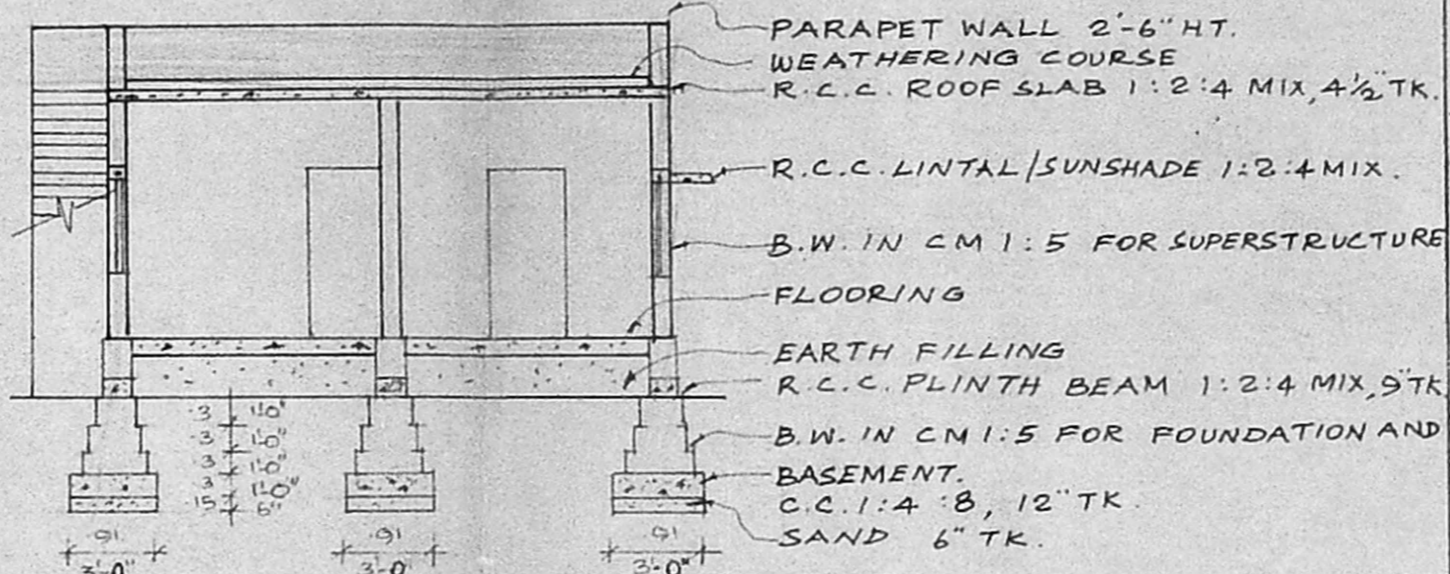 PARAPET WALL 2'-6" HT.
WEATHERING COURSE
R.C.C. ROOF SLAB 1:2:4 MIX, 4½" TK.
R.C.C. LINTAL/SUNSHADE 1:2:4 MIX.
B.W. IN CM 1:5 FOR SUPERSTRUCTURE
FLOORING
EARTH FILLING
R.C.C. PLINTH BEAM 1:2:4 MIX, 9" TK
B.W. IN CM 1:5 FOR FOUNDATION AND
BASEMENT.
C.C. 1:4:8, 12" TK.
SAND 6" TK.
.3 1'-0"
.3 1'-0"
.3 1'-0"
.3 1'-0"
.15 6"
.91 .91 .91
3'-0" 3'-0" 3'-0"